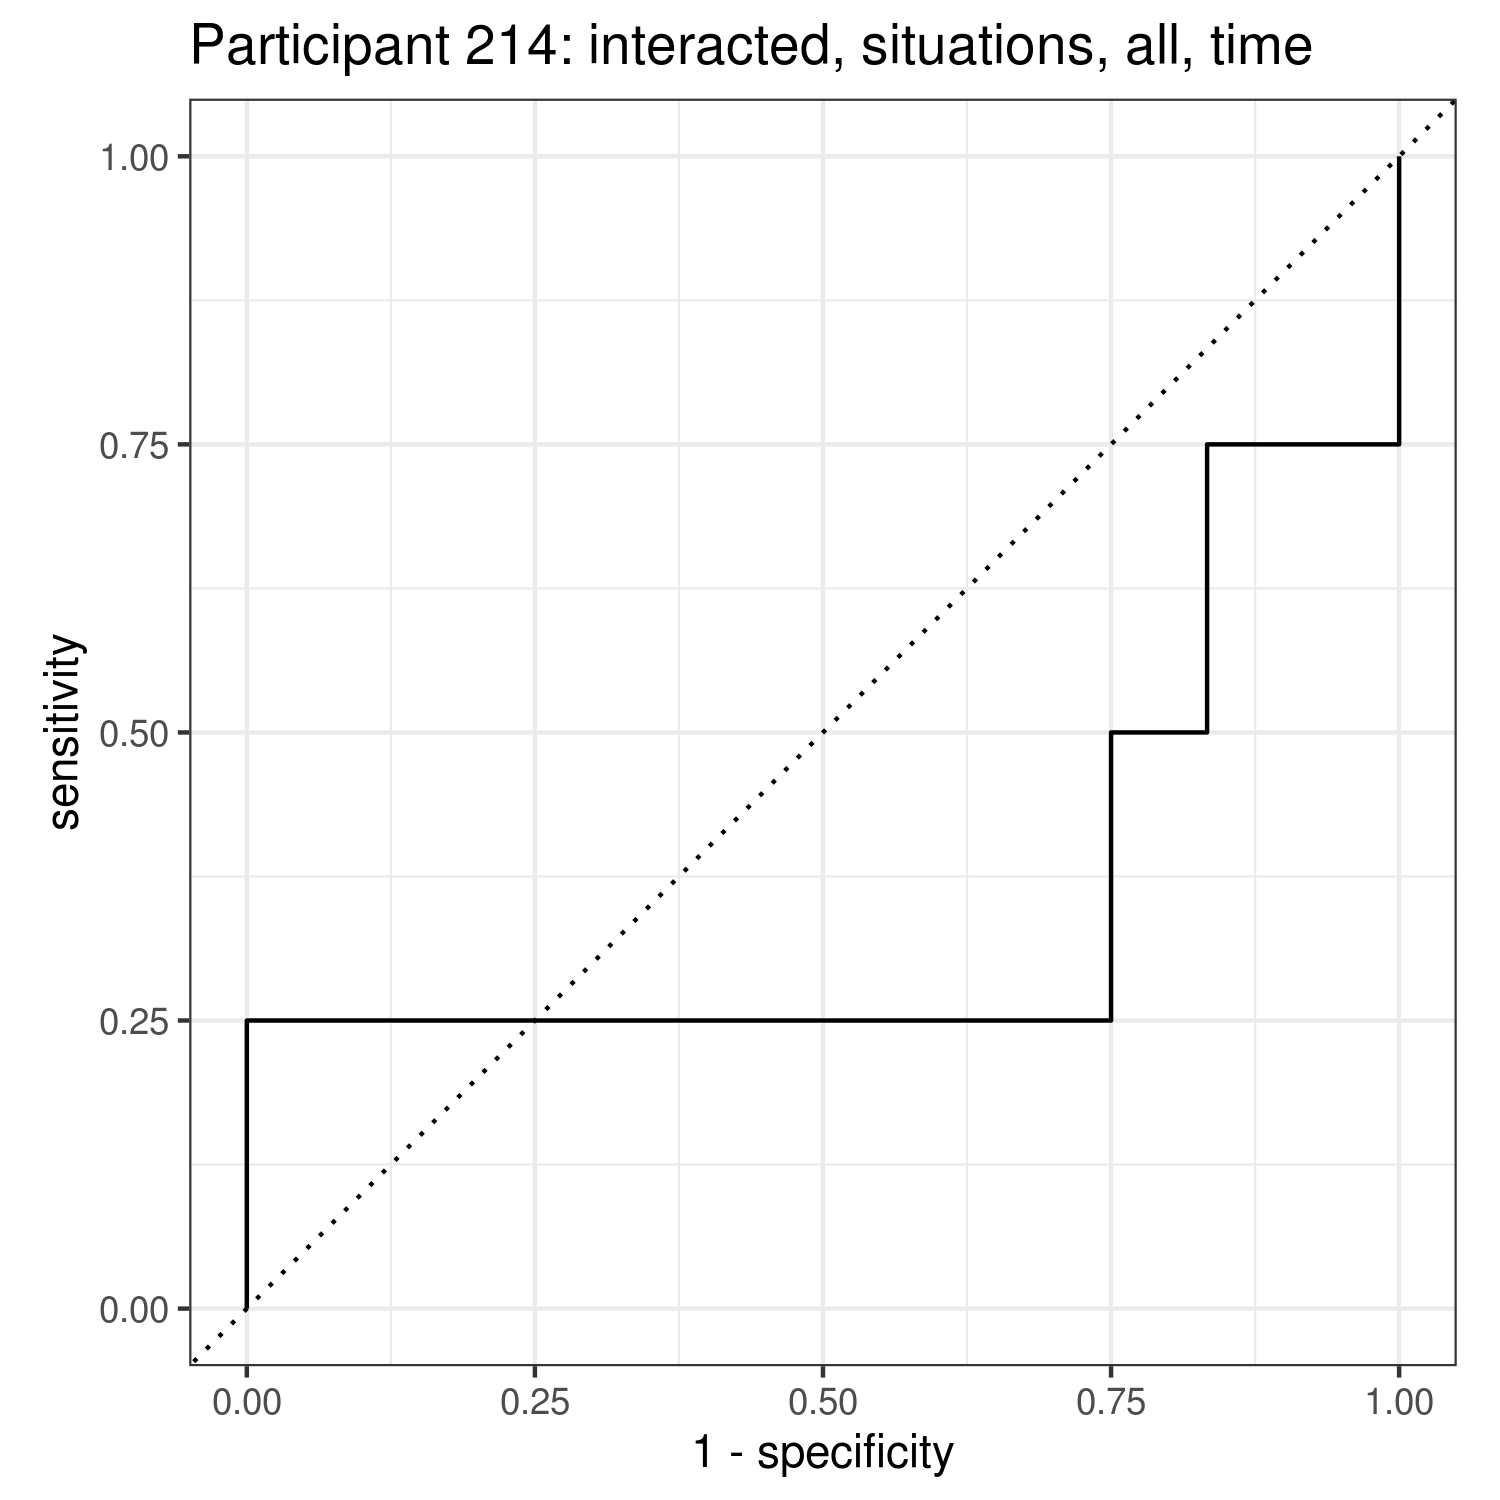 Participant 214: interacted, situations, all, time
1.00
0.75
0.50
0.25
0.00
sensitivity
0.00 0.25 0.50 0.75 1.00
1 - specificity